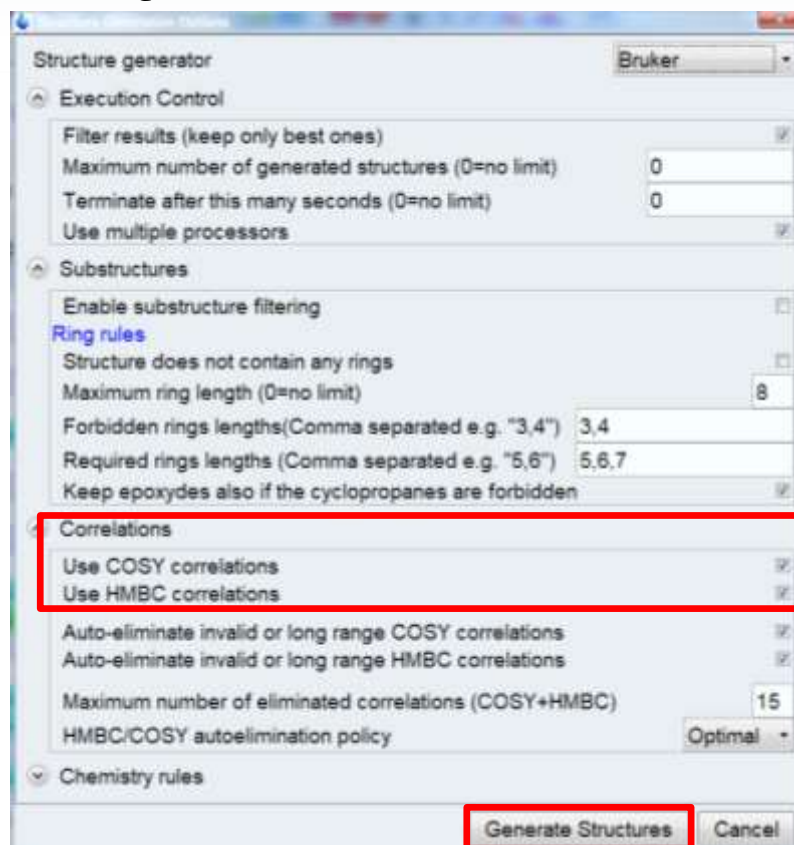 Structure generator Bruker
Execution Control
Filter results (keep only best ones)
Maximum number of generated structures (0=no limit) 0
Terminate after this many seconds (0=no limit) 0
Use multiple processors
Substructures
Enable substructure filtering
Ring rules
Structure does not contain any rings
Maximum ring length (0=no limit) 8
Forbidden rings lengths(Comma separated e.g. "3,4") 3,4
Required rings lengths (Comma separated e.g. "5,6") 5,6,7
Keep epoxydes also if the cyclopropanes are forbidden
Correlations
Use COSY correlations
Use HMBC correlations
Auto-eliminate invalid or long range COSY correlations
Auto-eliminate invalid or long range HMBC correlations
Maximum number of eliminated correlations (COSY+HMBC) 15
HMBC/COSY autoelimination policy Optimal
Chemistry rules
Generate Structures Cancel